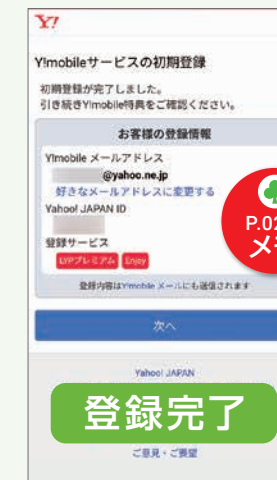 Y!
Y!mobileサービスの初期登録
初期登録が完了しました。
引き続きY!mobile特典をご確認ください。
お客様の登録情報
Y!mobile メールアドレス
@yahoo.ne.jp
好きなメールアドレスに変更する
Yahoo! JAPAN ID
登録サービス
LYPプレミアム Enjoy
登録内容はY!mobile メールにも送信されます
P.02
メモ
次へ
Yahoo! JAPAN
登録完了
ご意見・ご要望